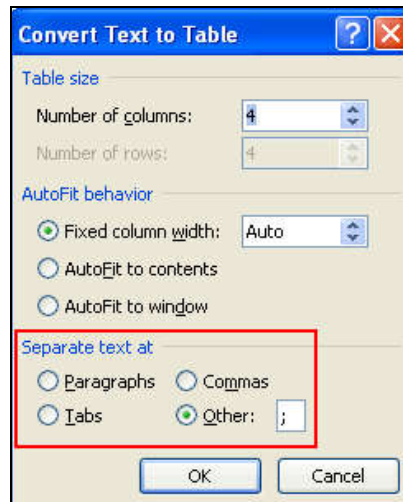 Convert Text to Table
Table size
Number of columns: 4
Number of rows: 4
AutoFit behavior
Fixed column width: Auto
AutoFit to contents
AutoFit to window
Separate text at
Paragraphs Commas
Tabs Other: ;
OK Cancel